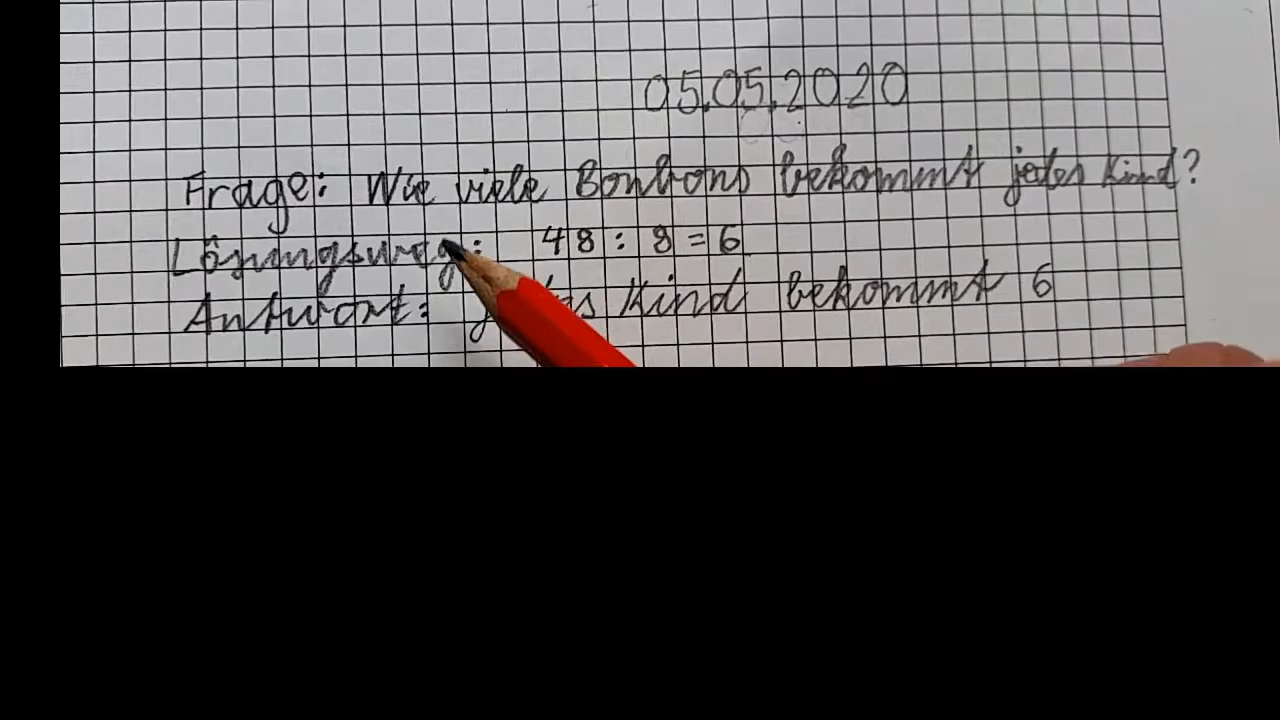 05.05.2020
Frage: Wie viele Bonbons bekommt jedes Kind?
Lösungsweg: 48 : 8 = 6
Antwort: Kind bekommt 6